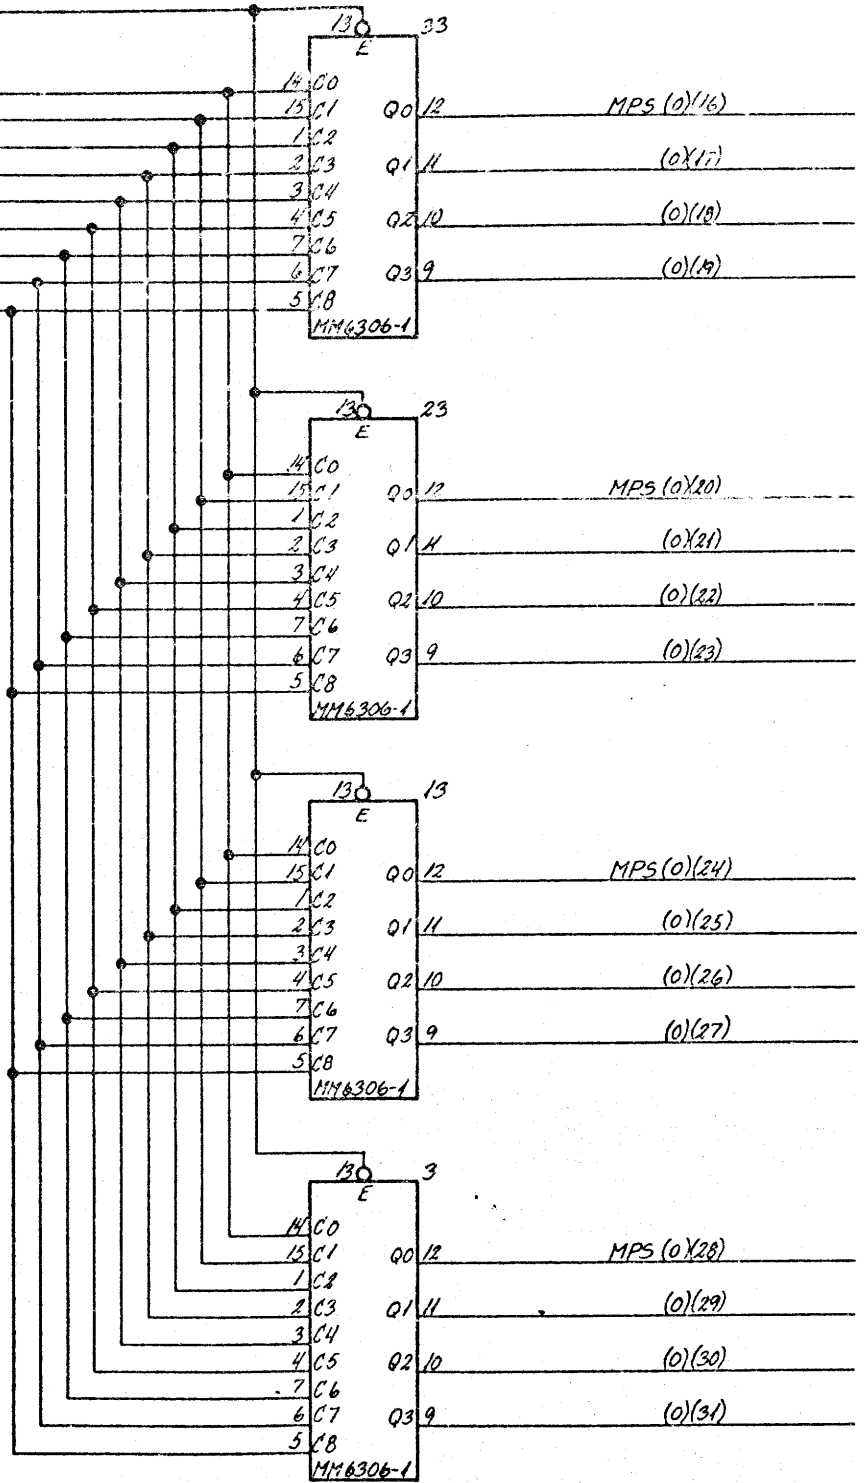 13 33
E
14 C0
15 C1 Q0 12 MPS (0)(16)
1 C2
2 C3 Q1 11 (0)(17)
3 C4
4 C5 Q2 10 (0)(18)
7 C6
6 C7 Q3 9 (0)(19)
5 C8
MM6306-1
13 23
E
14 C0
15 C1 Q0 12 MPS (0)(20)
1 C2
2 C3 Q1 11 (0)(21)
3 C4
4 C5 Q2 10 (0)(22)
7 C6
6 C7 Q3 9 (0)(23)
5 C8
MM6306-1
13 13
E
14 C0
15 C1 Q0 12 MPS (0)(24)
1 C2
2 C3 Q1 11 (0)(25)
3 C4
4 C5 Q2 10 (0)(26)
7 C6
6 C7 Q3 9 (0)(27)
5 C8
MM6306-1
13 3
E
14 C0
15 C1 Q0 12 MPS (0)(28)
1 C2
2 C3 Q1 11 (0)(29)
3 C4
4 C5 Q2 10 (0)(30)
7 C6
6 C7 Q3 9 (0)(31)
5 C8
MM6306-1